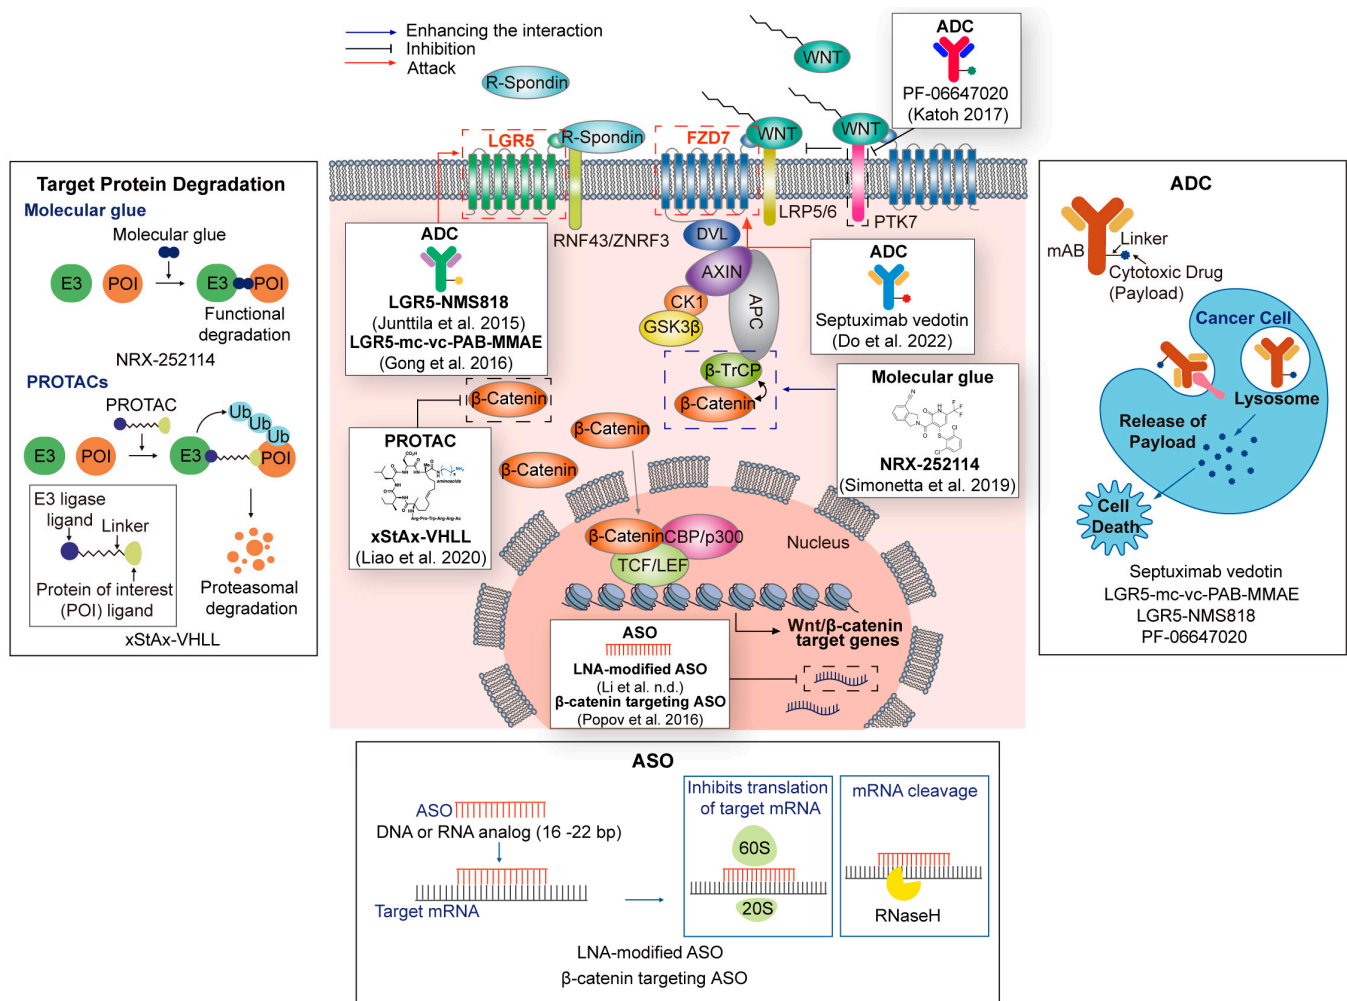 Enhancing the interaction
Inhibition
Attack
R-Spondin
WNT
ADC
PF-06647020
(Katoh 2017)
LGR5
R-Spondin
FZD7
WNT
WNT
RNF43/ZNRF3
LRP5/6
PTK7
DVL
AXIN
APC
CK1
GSK3β
β-TrCP
β-Catenin
ADC
LGR5-NMS818
(Junttila et al. 2015)
LGR5-mc-vc-PAB-MMAE
(Gong et al. 2016)
ADC
Septuximab vedotin
(Do et al. 2022)
Molecular glue
NRX-252114
(Simonetta et al. 2019)
β-Catenin
β-Catenin
β-Catenin
PROTAC
aminoacids
Arg-Pro-Trp-Arg-Arg-Ac
xStAx-VHLL
(Liao et al. 2020)
β-Catenin
CBP/p300
TCF/LEF
Nucleus
Wnt/β-catenin
target genes
ASO
LNA-modified ASO
(Li et al. n.d.)
β-catenin targeting ASO
(Popov et al. 2016)
Target Protein Degradation
Molecular glue
Molecular glue
E3
POI
E3
POI
Functional
degradation
NRX-252114
PROTACs
PROTAC
Ub
Ub
Ub
E3
POI
E3
POI
E3 ligase
ligand
Linker
Protein of interest
(POI) ligand
Proteasomal
degradation
xStAx-VHLL
ADC
mAB
Linker
Cytotoxic Drug
(Payload)
Cancer Cell
Lysosome
Release of
Payload
Cell
Death
Septuximab vedotin
LGR5-mc-vc-PAB-MMAE
LGR5-NMS818
PF-06647020
ASO
ASO
DNA or RNA analog (16 -22 bp)
Target mRNA
Inhibits translation
of target mRNA
60S
20S
mRNA cleavage
RNaseH
LNA-modified ASO
β-catenin targeting ASO